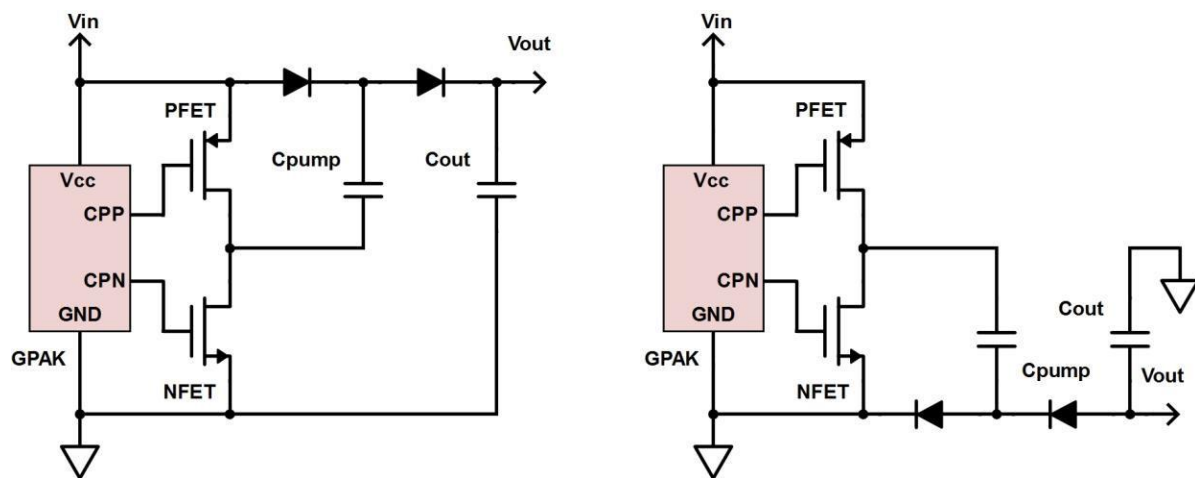 Vin
Vout
PFET
Cpump
Cout
Vcc
CPP
CPN
GND
GPAK
NFET
Vin
PFET
Vcc
CPP
CPN
GND
Cout
GPAK
Cpump
Vout
NFET